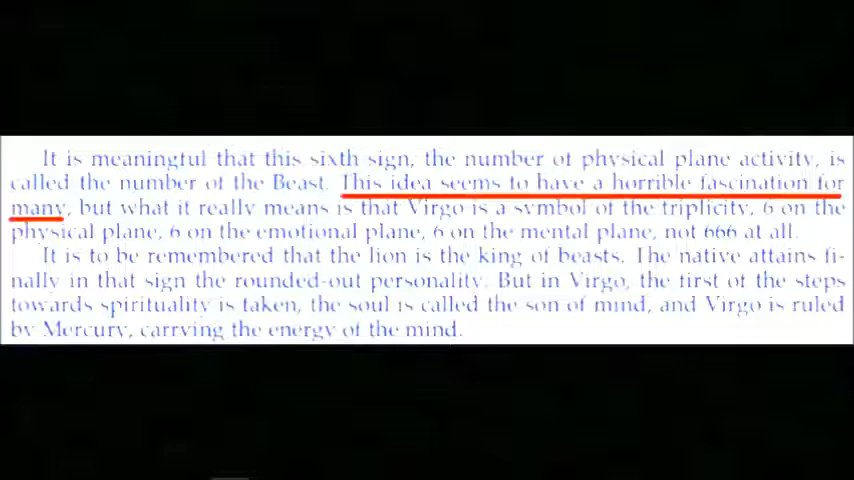 It is meaningful that this sixth sign, the number of physical plane activity, is
called the number of the Beast. This idea seems to have a horrible fascination for
many, but what it really means is that Virgo is a symbol of the triplicity, 6 on the
physical plane, 6 on the emotional plane, 6 on the mental plane, not 666 at all.
It is to be remembered that the lion is the king of beasts. The native attains fi-
nally in that sign the rounded-out personality. But in Virgo, the first of the steps
towards spirituality is taken, the soul is called the son of mind, and Virgo is ruled
by Mercury, carrying the energy of the mind.